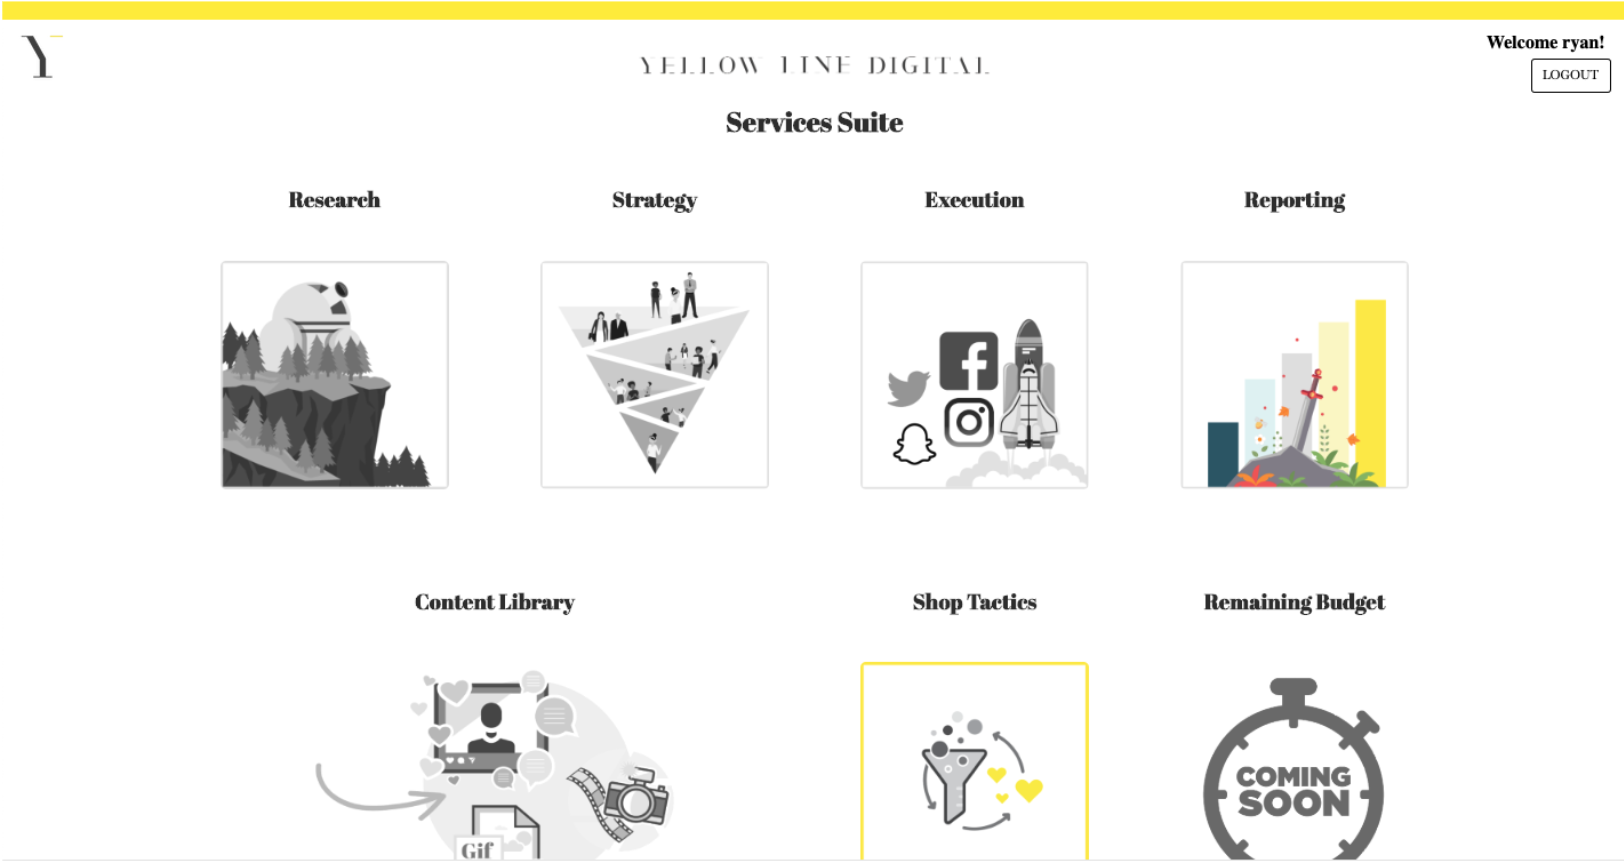 Y
YELLOW LINE DIGITAL
Welcome ryan!
LOGOUT
Services Suite
Research
Strategy
Execution
Reporting
Content Library
Shop Tactics
Remaining Budget
Gif
COMING
SOON